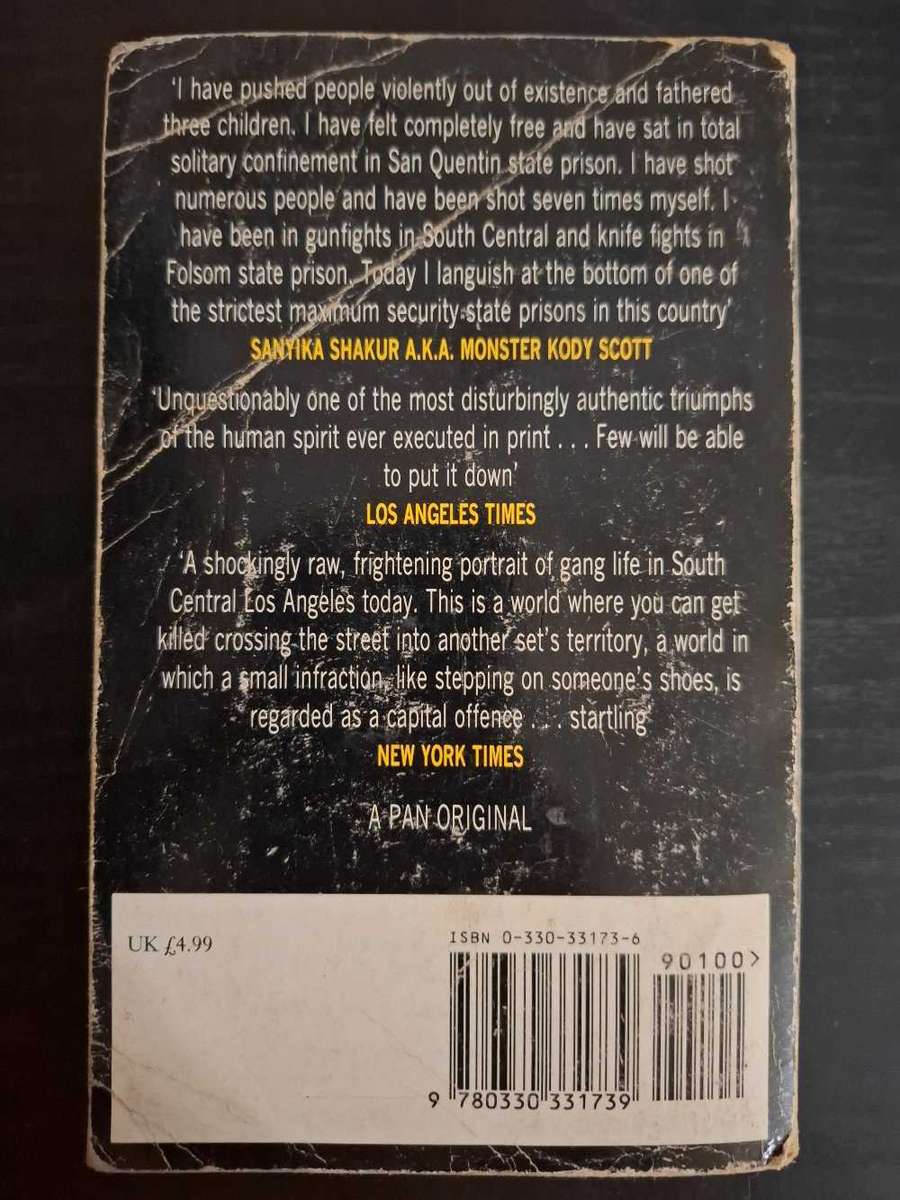 'I have pushed people violently out of existence and fathered
three children. I have felt completely free and have sat in total
solitary confinement in San Quentin state prison. I have shot
numerous people and have been shot seven times myself. I
have been in gunfights in South Central and knife fights in
Folsom state prison. Today I languish at the bottom of one of
the strictest maximum security state prisons in this country'
SANYIKA SHAKUR A.K.A. MONSTER KODY SCOTT
'Unquestionably one of the most disturbingly authentic triumphs
of the human spirit ever executed in print . . . Few will be able
to put it down'
LOS ANGELES TIMES
'A shockingly raw, frightening portrait of gang life in South
Central Los Angeles today. This is a world where you can get
killed crossing the street into another set's territory, a world in
which a small infraction, like stepping on someone's shoes, is
regarded as a capital offence . . . startling'
NEW YORK TIMES
A PAN ORIGINAL
UK £4.99
ISBN 0-330-33173-6
90100>
9 780330 331739